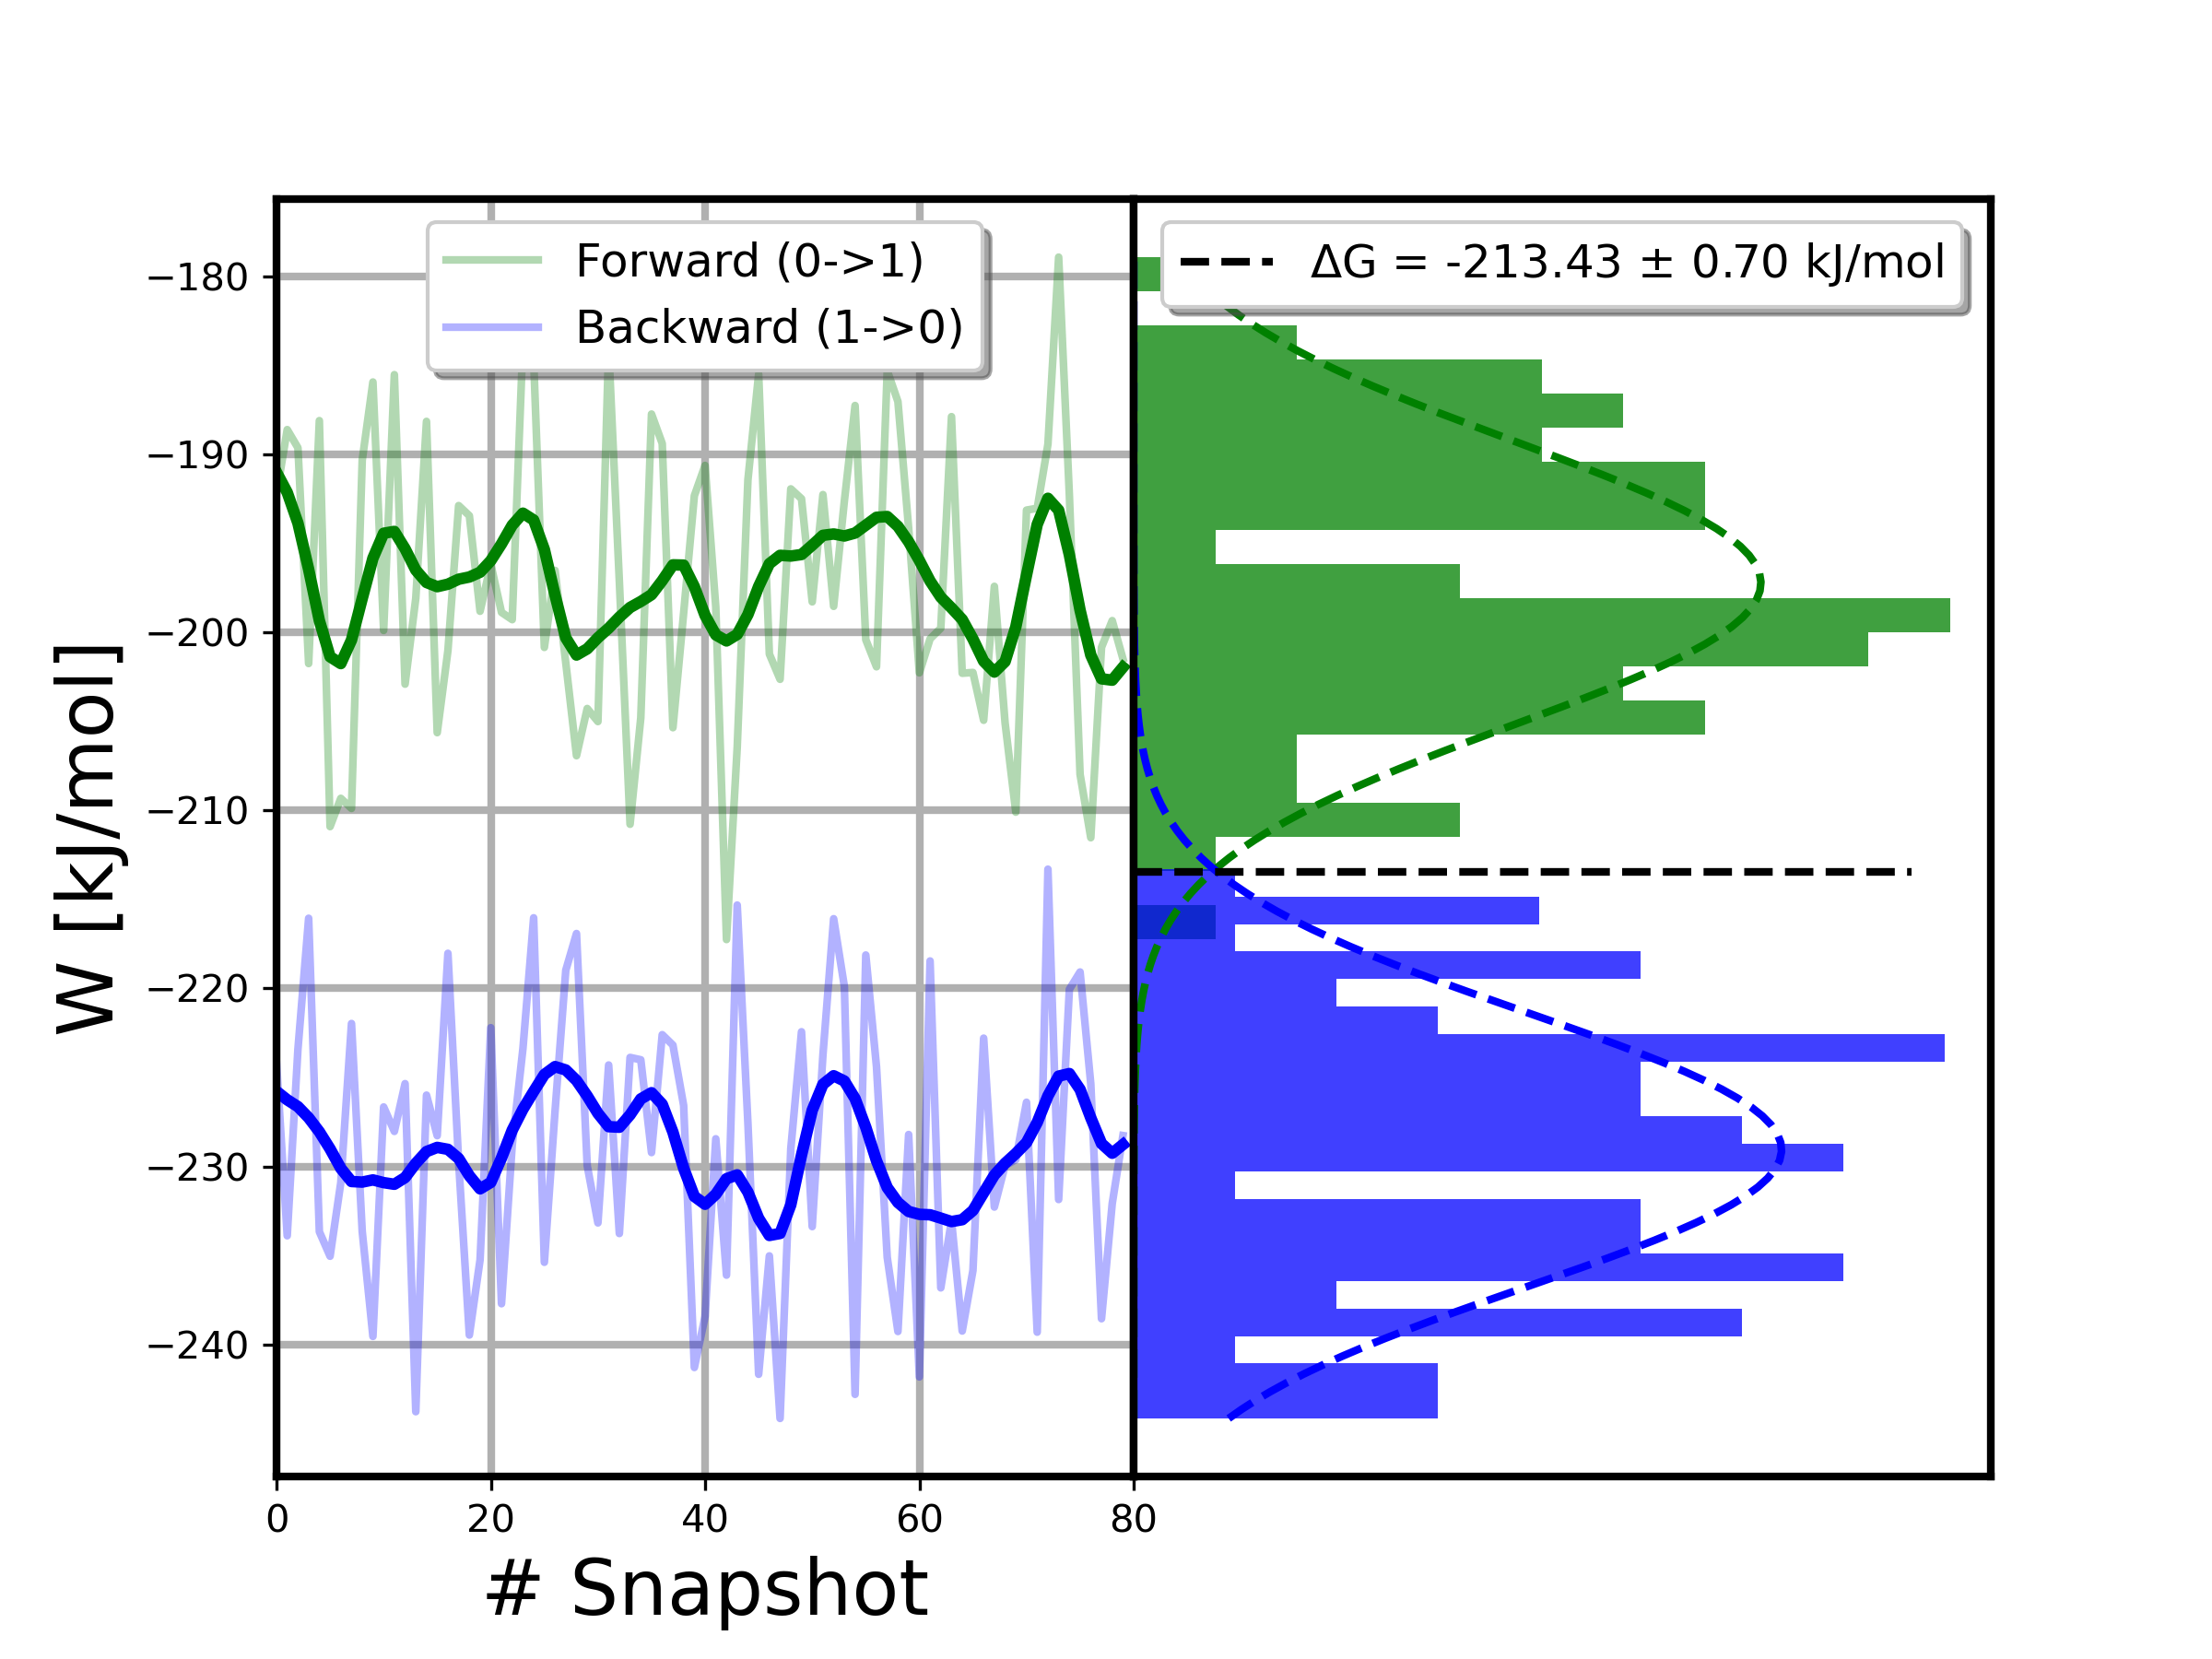 Forward (0->1)
Backward (1->0)
ΔG = -213.43 ± 0.70 kJ/mol
W [kJ/mol]
−180
−190
−200
−210
−220
−230
−240
0 20 40 60 80
# Snapshot